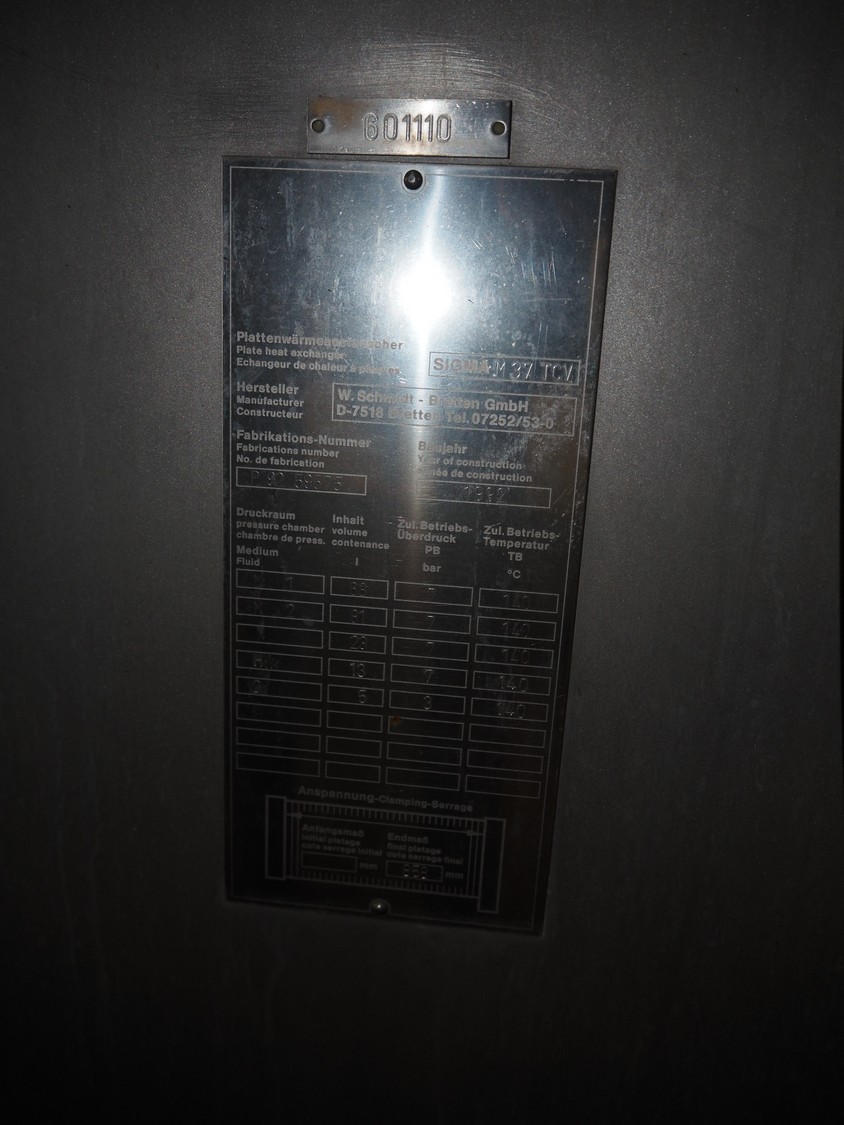 601110
Plattenwärmeaustauscher
Plate heat exchanger
Echangeur de chaleur à plaques
SIGMA M 37 TCV
Hersteller
Manufacturer
Constructeur
W. Schmidt - Bretten GmbH
D-7518 Bretten Tel. 07252/53-0
Fabrikations-Nummer
Fabrications number
No. de fabrication
Baujahr
Year of construction
Année de construction
Druckraum
pressure chamber
chambre de press.
Inhalt
volume
contenance
Zul. Betriebs-
Überdruck
PB
Zul. Betriebs-
Temperatur
TB
Medium
Fluid
l
bar
°C
7 140
7 140
7 140
13 7 140
140
Anspannung-Clamping-Serrage
Anfangsmaß
initial platage
cote serrage initial
mm
Endmaß
final platage
cote serrage final
mm